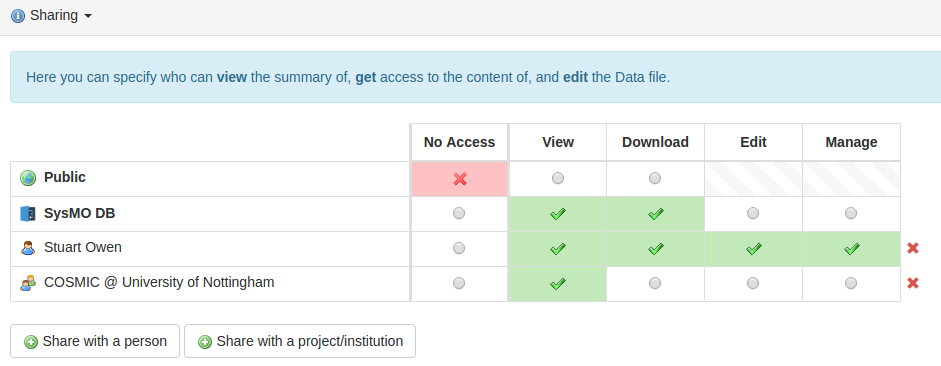 Sharing
Here you can specify who can view the summary of, get access to the content of, and edit the Data file.
No Access View Download Edit Manage
Public
SysMO DB
Stuart Owen
COSMIC @ University of Nottingham
Share with a person Share with a project/institution